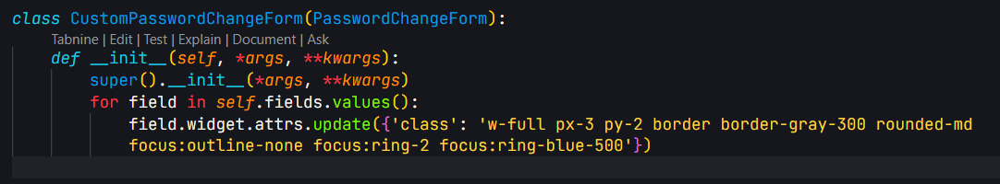 class CustomPasswordChangeForm(PasswordChangeForm):
Tabnine | Edit | Test | Explain | Document | Ask
def __init__(self, *args, **kwargs):
super().__init__(*args, **kwargs)
for field in self.fields.values():
field.widget.attrs.update({'class': 'w-full px-3 py-2 border border-gray-300 rounded-md
focus:outline-none focus:ring-2 focus:ring-blue-500'})